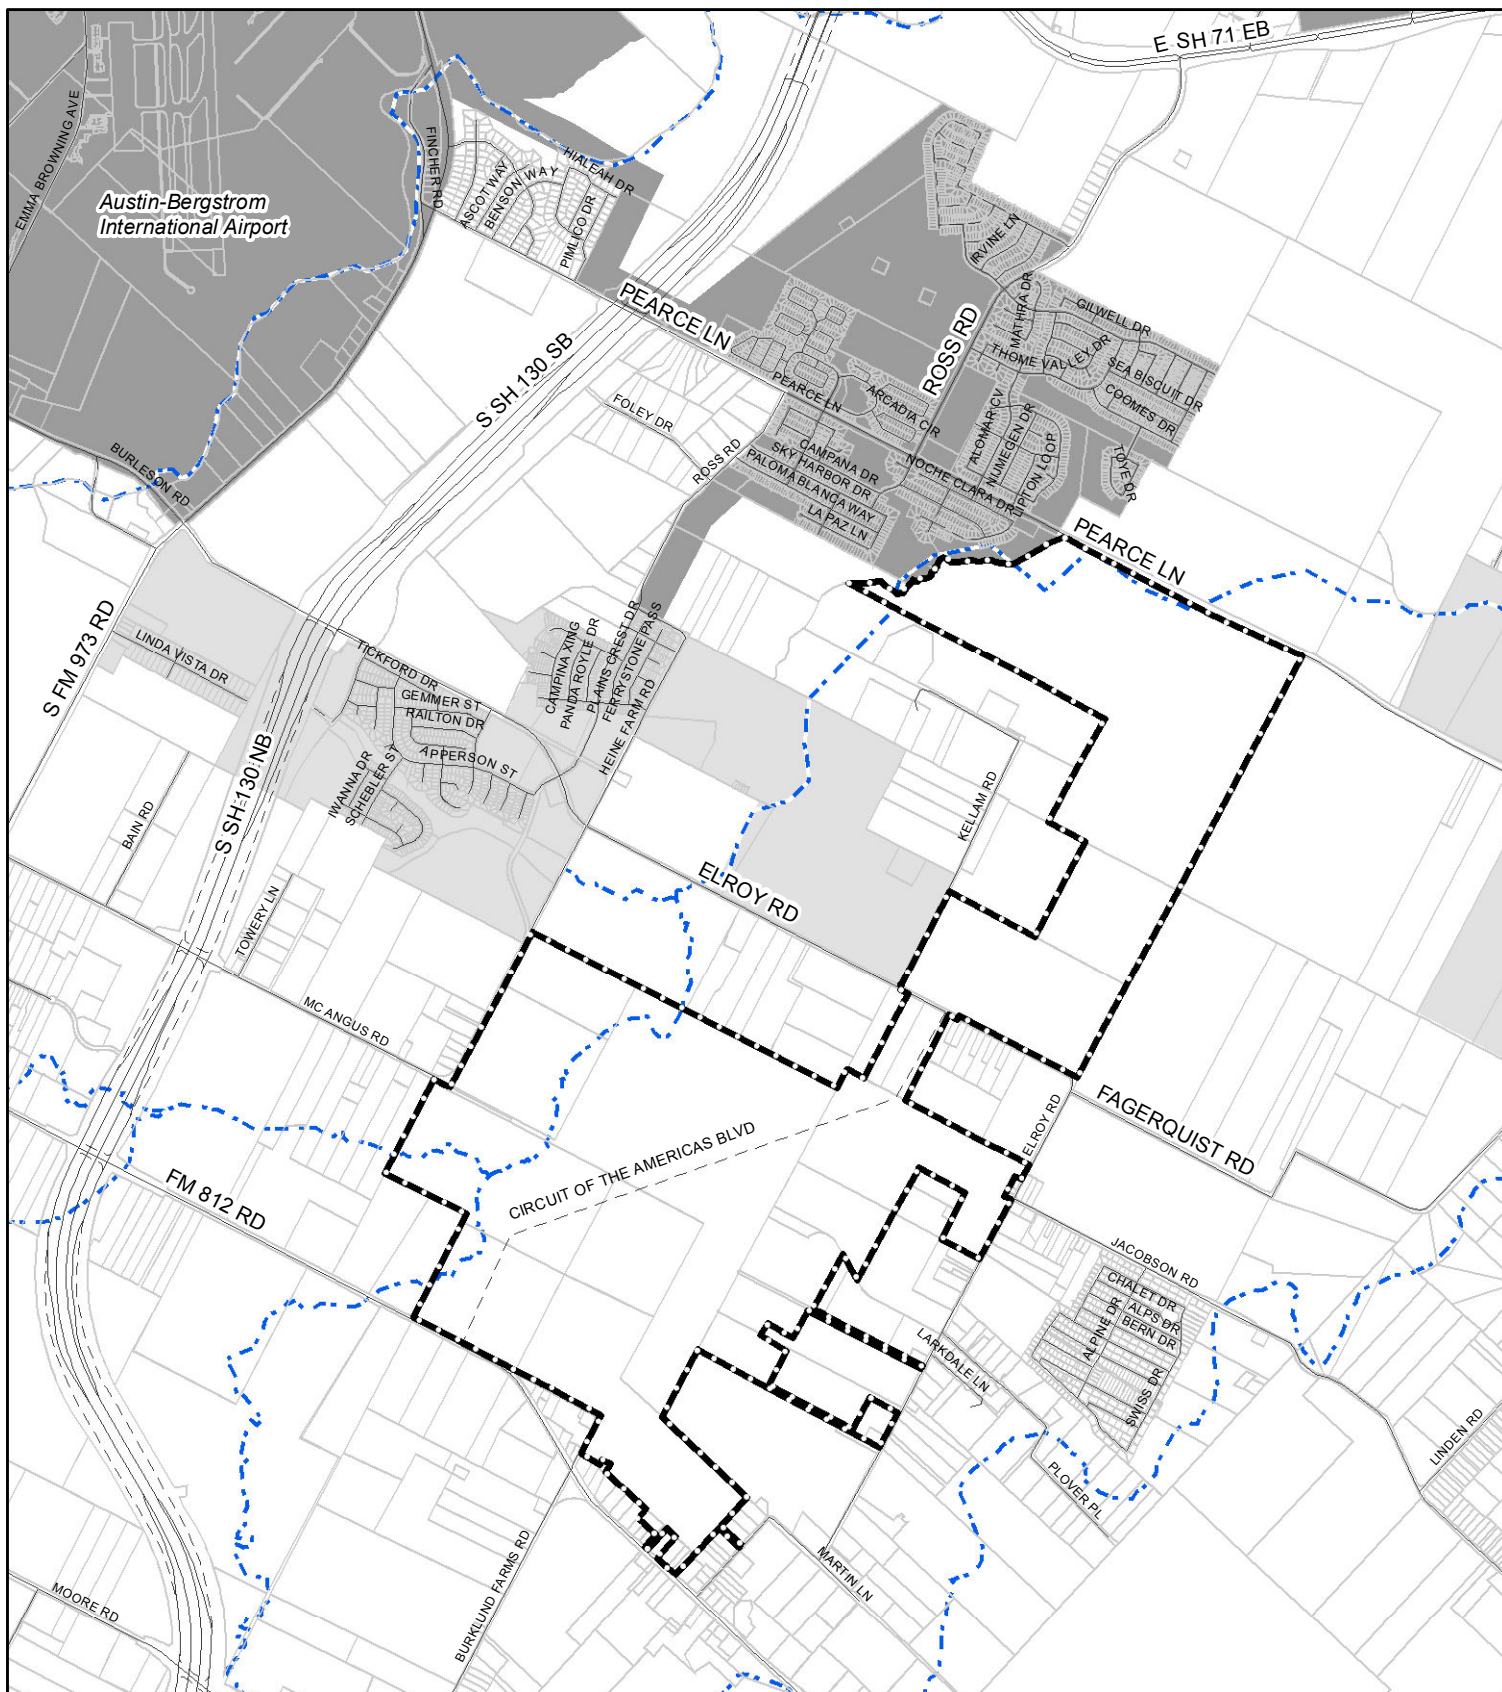 E SH 71 EB
EMMA BROWNING AVE
FINCHER RD
Austin-Bergstrom
International Airport
ASCOT WAY
BENSON WAY
HIALEAH DR
PIMLICO DR
IRVINE LN
PEARCE LN
S SH 130 SB
ROSS RD
MATHRA DR
GILWELL DR
THOME VALLEY DR
SEA BISCUIT DR
COOMES DR
PEARCE LN
ARCADIA CIR
FOLEY DR
ROSS RD
ALOMAR CV
NIJMEGEN DR
LIPTON LOOP
TOYE DR
CAMPANA DR
SKY HARBOR DR
PALOMA BLANCA WAY
LA PAZ LN
NOCHE CLARA DR
BURLESON RD
PEARCE LN
S FM 973 RD
LINDA VISTA DR
TICKFORD DR
GEMMER ST
RAILTON DR
APPERSON ST
IWANNA DR
SCHEBLER ST
CAMPINA XING
PANDA ROYLE DR
PLAINS CREST DR
FERRYSTONE PASS
HEINE FARM RD
S SH 130 NB
BAIN RD
TOWERY LN
KELLAM RD
ELROY RD
MC ANGUS RD
FM 812 RD
CIRCUIT OF THE AMERICAS BLVD
ELROY RD
FAGERQUIST RD
JACOBSON RD
CHALET DR
ALPS DR
BERN DR
ALPINE DR
SWISS DR
LARKDALE LN
LINDEN RD
PLOVER PL
MARTIN LN
BURKLUND FARMS RD
MOORE RD